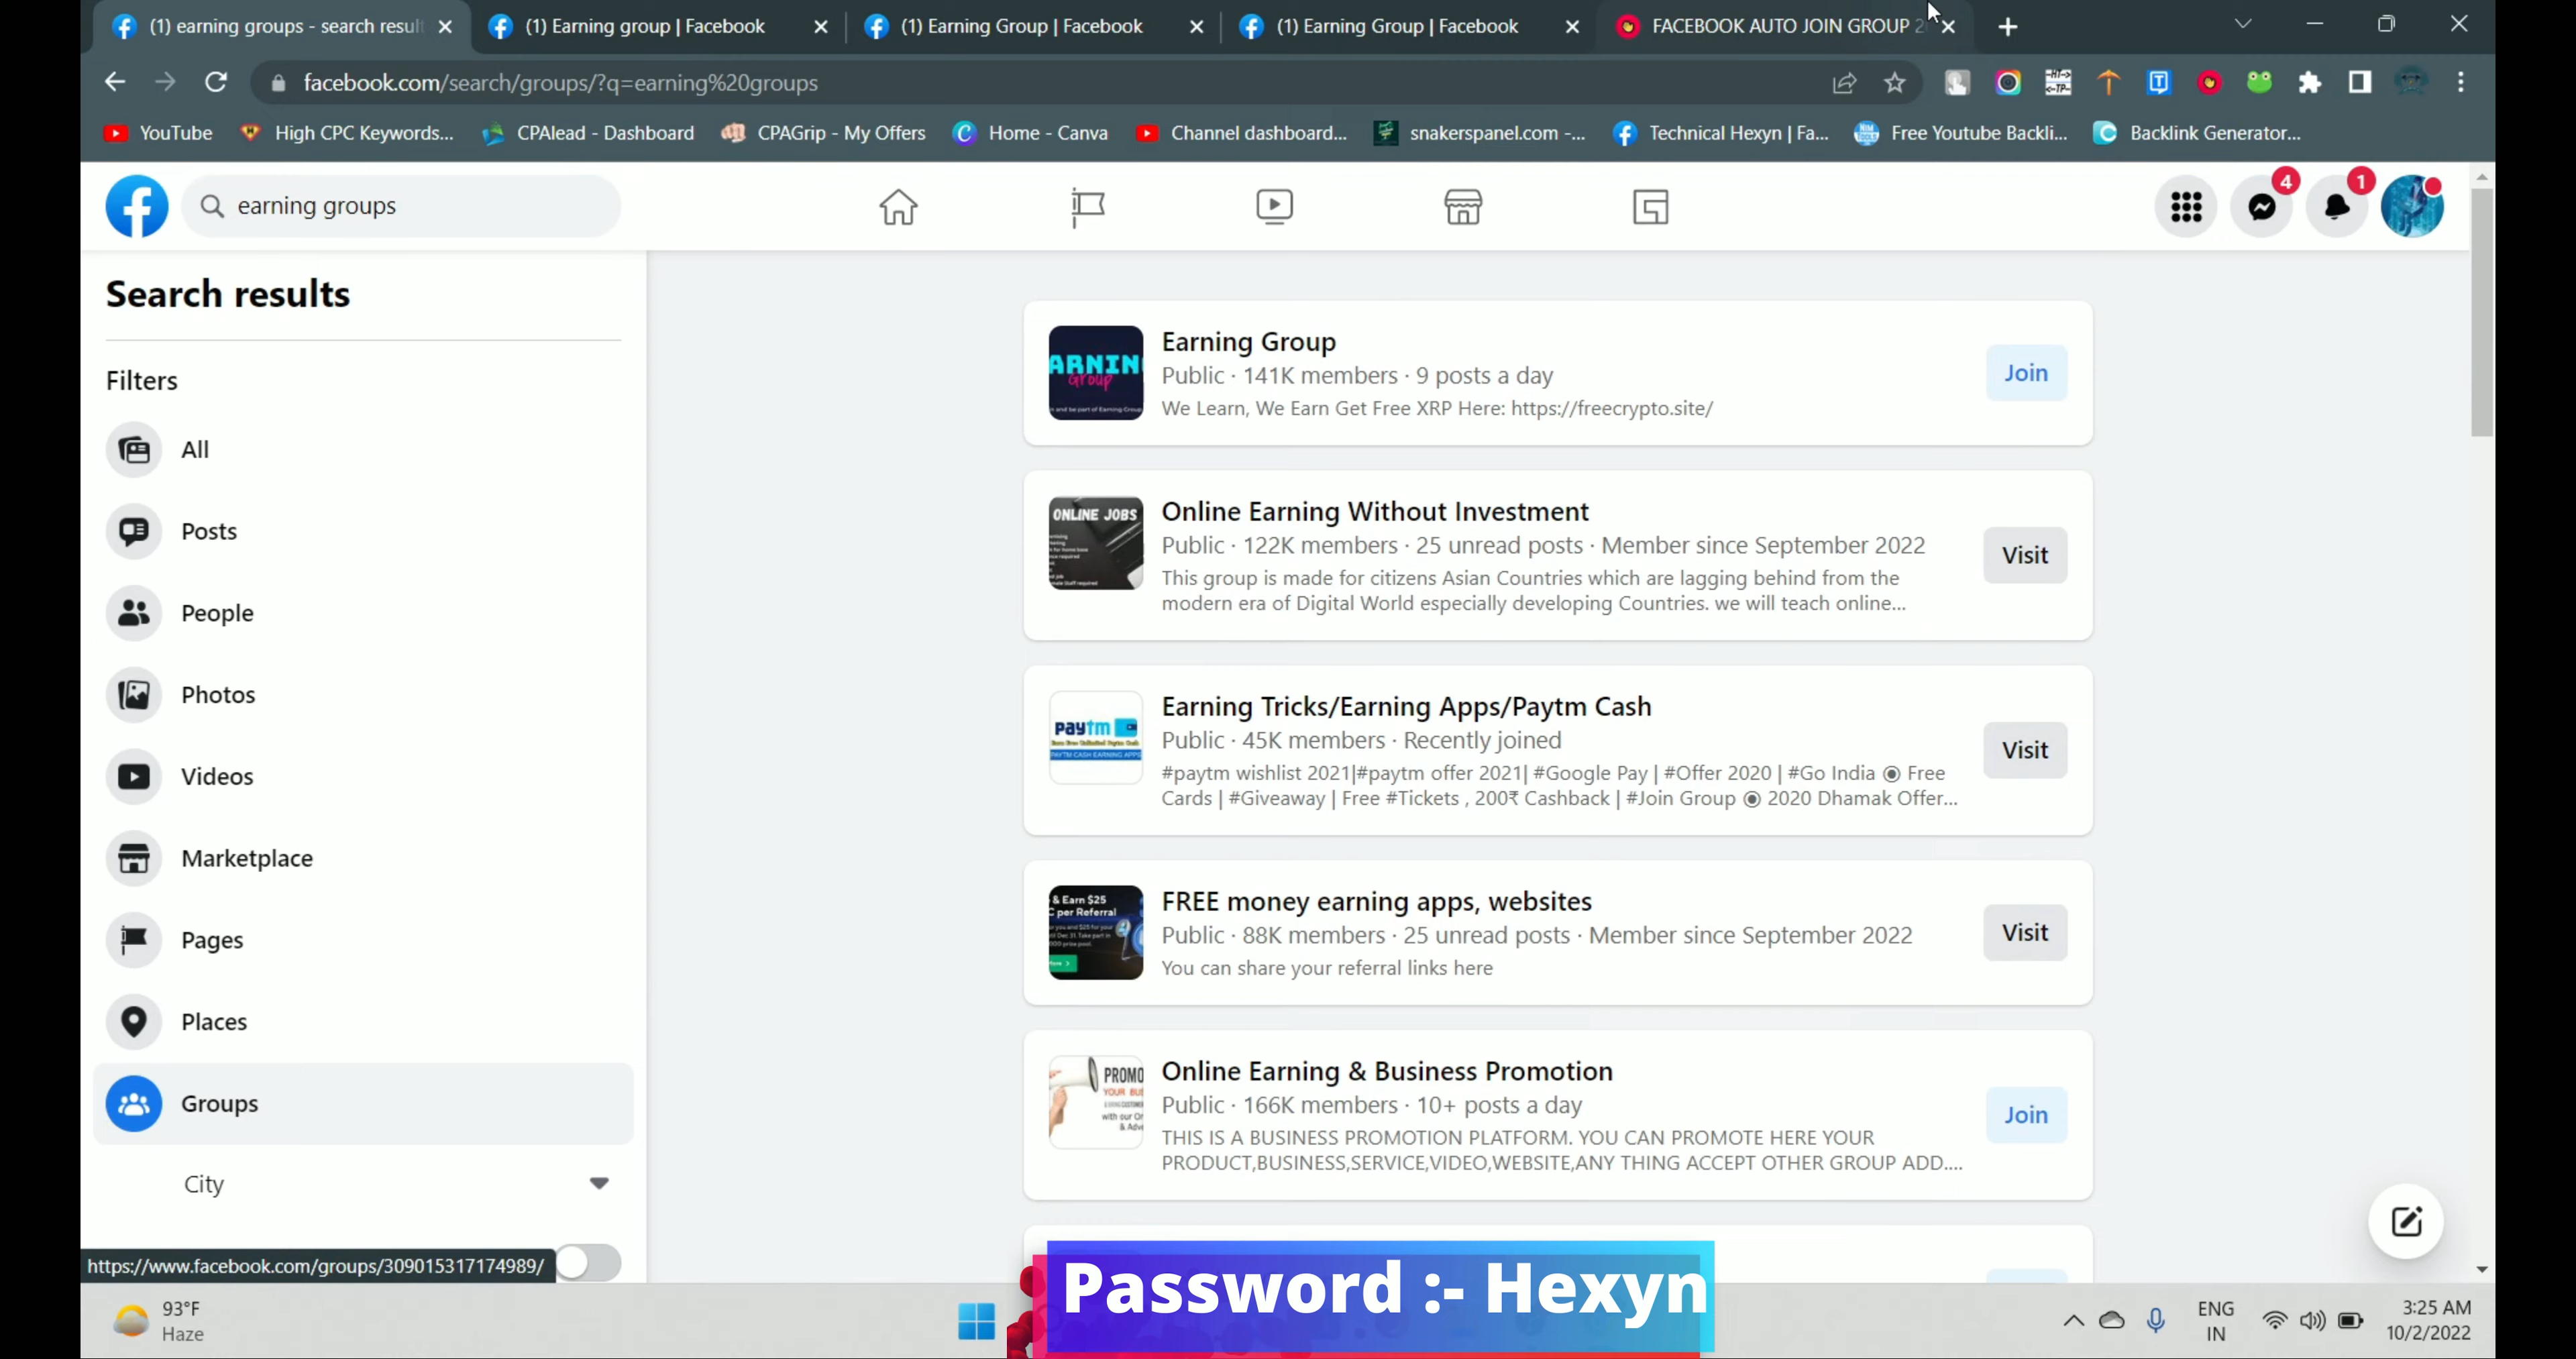 (1) earning groups - search result
(1) Earning group | Facebook
(1) Earning Group | Facebook
(1) Earning Group | Facebook
FACEBOOK AUTO JOIN GROUP 2
facebook.com/search/groups/?q=earning%20groups
YouTube
High CPC Keywords...
CPAlead - Dashboard
CPAGrip - My Offers
Home - Canva
Channel dashboard...
snakerspanel.com -...
Technical Hexyn | Fa...
Free Youtube Backli...
Backlink Generator...
earning groups
4
1
Search results
Filters
All
Posts
People
Photos
Videos
Marketplace
Pages
Places
Groups
City
https://www.facebook.com/groups/309015317174989/
ARNIN
Group
Earning Group
Public · 141K members · 9 posts a day
We Learn, We Earn Get Free XRP Here: https://freecrypto.site/
Join
ONLINE JOBS
Online Earning Without Investment
Public · 122K members · 25 unread posts · Member since September 2022
This group is made for citizens Asian Countries which are lagging behind from the
modern era of Digital World especially developing Countries. we will teach online...
Visit
paytm
Earning Tricks/Earning Apps/Paytm Cash
Public · 45K members · Recently joined
#paytm wishlist 2021|#paytm offer 2021| #Google Pay | #Offer 2020 | #Go India ◉ Free
Cards | #Giveaway | Free #Tickets , 200₹ Cashback | #Join Group ◉ 2020 Dhamak Offer...
Visit
& Earn $25
C per Referral
FREE money earning apps, websites
Public · 88K members · 25 unread posts · Member since September 2022
You can share your referral links here
Visit
PROMO
YOUR BUS
with our Or
& Adve
Online Earning & Business Promotion
Public · 166K members · 10+ posts a day
THIS IS A BUSINESS PROMOTION PLATFORM. YOU CAN PROMOTE HERE YOUR
PRODUCT,BUSINESS,SERVICE,VIDEO,WEBSITE,ANY THING ACCEPT OTHER GROUP ADD....
Join
Password :- Hexyn
93°F
Haze
ENG
IN
3:25 AM
10/2/2022